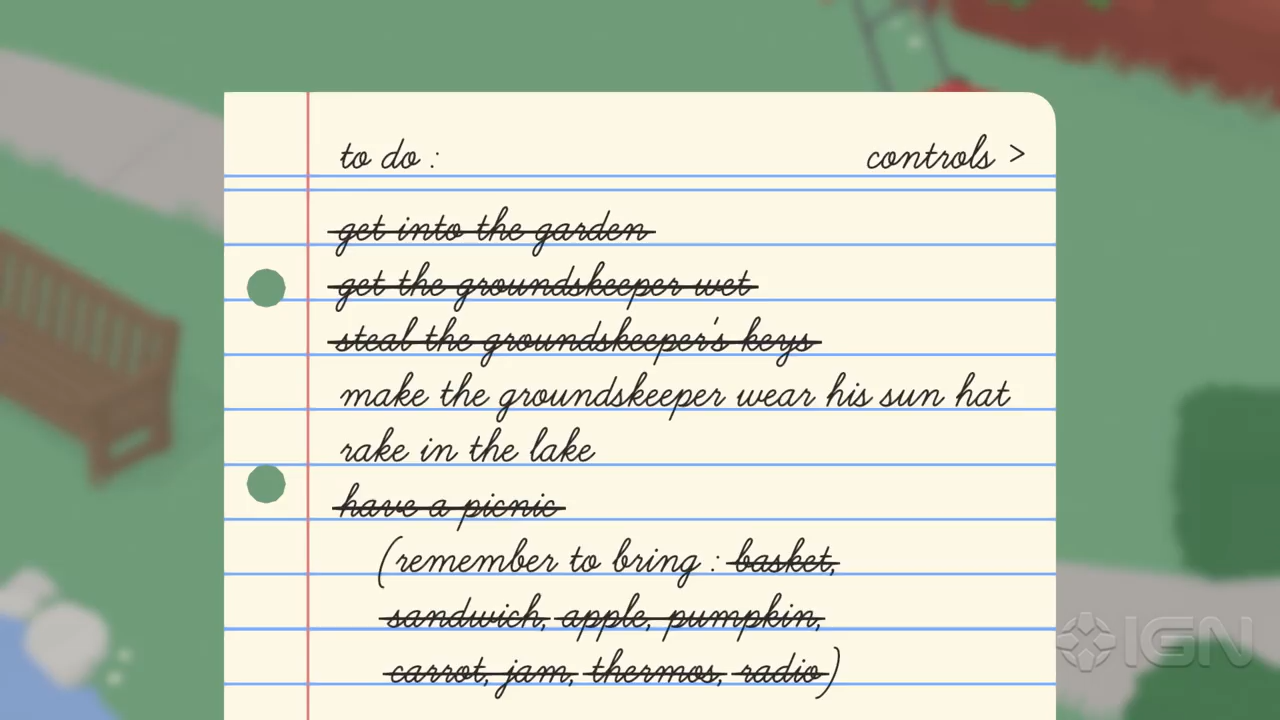 to do : controls >
get into the garden
get the groundskeeper wet
steal the groundskeeper's keys
make the groundskeeper wear his sun hat
rake in the lake
have a picnic
(remember to bring : basket,
sandwich, apple, pumpkin,
carrot, jam, thermos, radio)
IGN